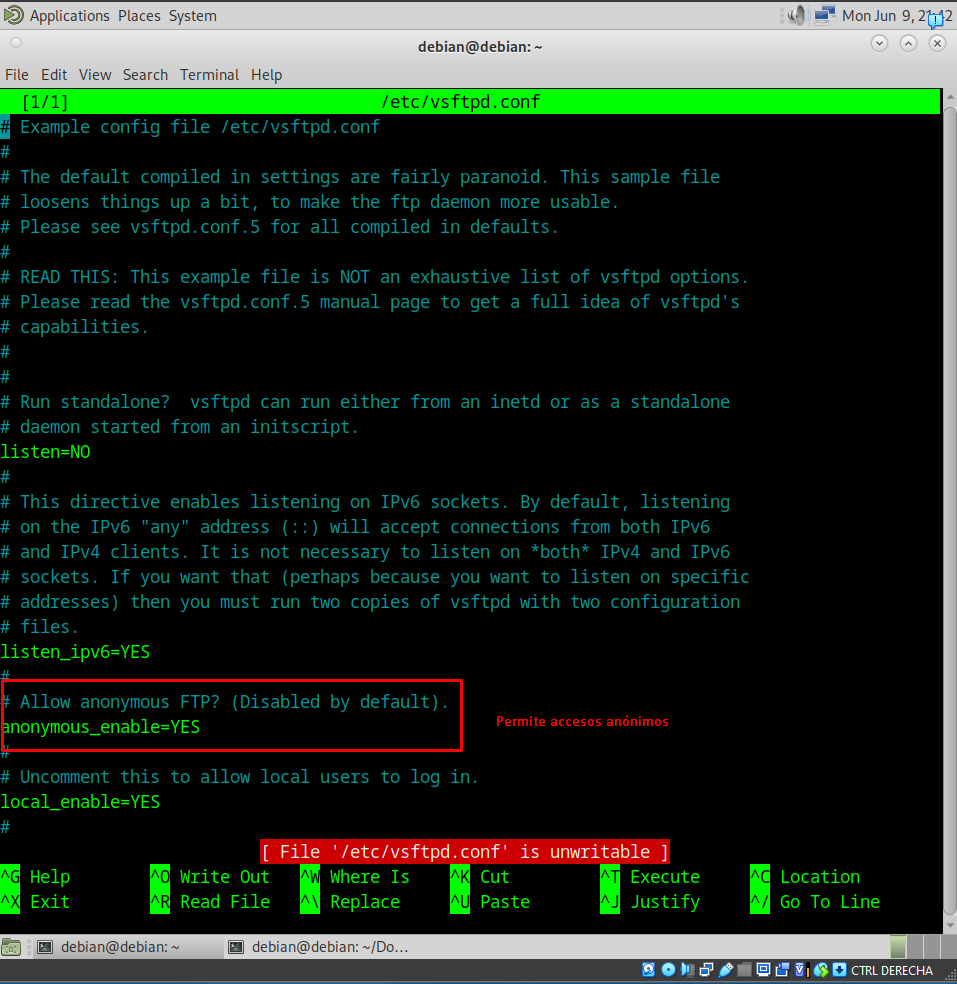 Applications Places System
Mon Jun 9, 21:42
debian@debian: ~
File Edit View Search Terminal Help
[1/1] /etc/vsftpd.conf
# Example config file /etc/vsftpd.conf
#
# The default compiled in settings are fairly paranoid. This sample file
# loosens things up a bit, to make the ftp daemon more usable.
# Please see vsftpd.conf.5 for all compiled in defaults.
#
# READ THIS: This example file is NOT an exhaustive list of vsftpd options.
# Please read the vsftpd.conf.5 manual page to get a full idea of vsftpd's
# capabilities.
#
#
# Run standalone?  vsftpd can run either from an inetd or as a standalone
# daemon started from an initscript.
listen=NO
#
# This directive enables listening on IPv6 sockets. By default, listening
# on the IPv6 "any" address (::) will accept connections from both IPv6
# and IPv4 clients. It is not necessary to listen on *both* IPv4 and IPv6
# sockets. If you want that (perhaps because you want to listen on specific
# addresses) then you must run two copies of vsftpd with two configuration
# files.
listen_ipv6=YES
#
# Allow anonymous FTP? (Disabled by default).
anonymous_enable=YES
Permite accesos anónimos
#
# Uncomment this to allow local users to log in.
local_enable=YES
#
[ File '/etc/vsftpd.conf' is unwritable ]
^G Help ^O Write Out ^W Where Is ^K Cut ^T Execute ^C Location
^X Exit ^R Read File ^\ Replace ^U Paste ^J Justify ^/ Go To Line
debian@debian: ~ debian@debian: ~/Do...
CTRL DERECHA